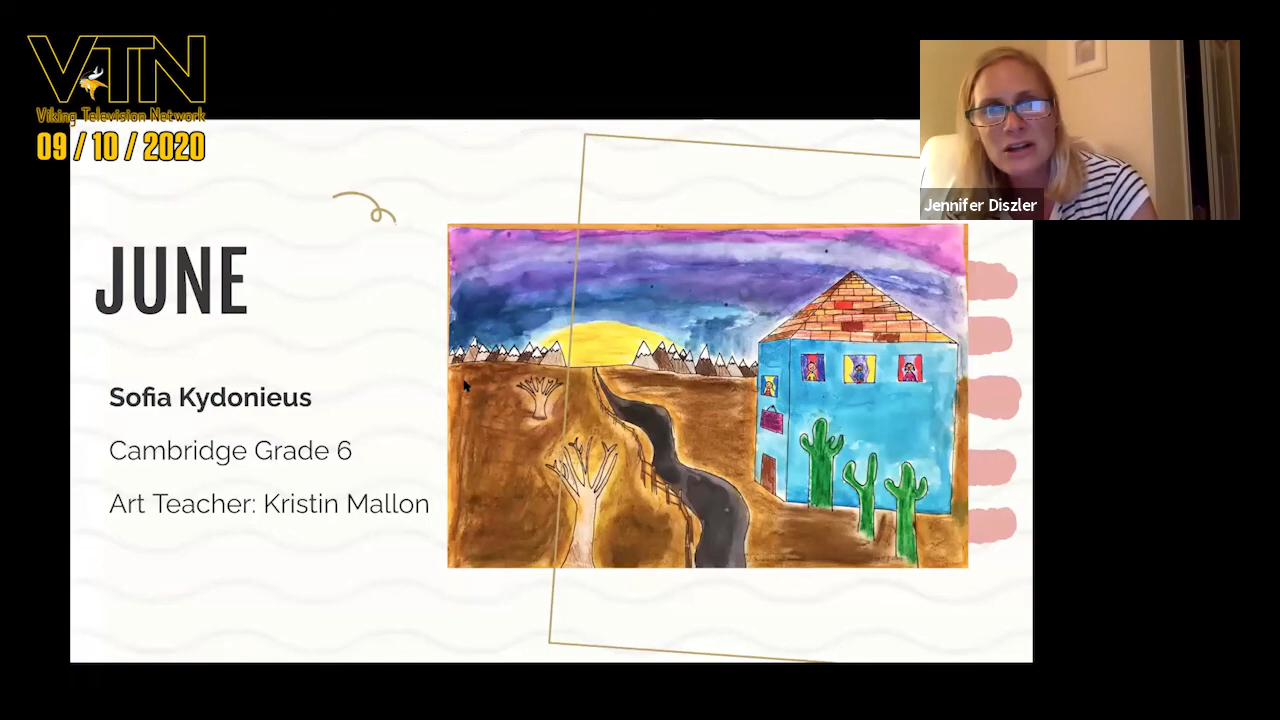 VTN
Viking Television Network
09 / 10 / 2020
Jennifer Diszler
JUNE
Sofia Kydonieus
Cambridge Grade 6
Art Teacher: Kristin Mallon